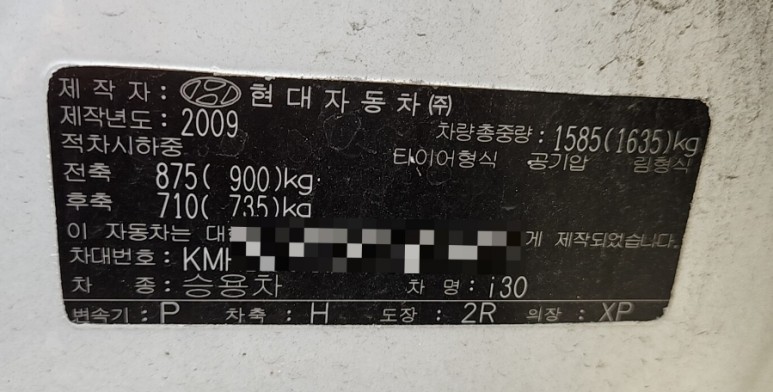 제작자: 현대자동차㈜
제작년도: 2009 차량총중량: 1585(1635)kg
적차시하중 타이어형식 공기압 림형식
전축 875( 900)kg
후축 710( 735)kg
이 자동차는 대 게 제작되었습니다.
차대번호: KM
차 종: 승용차 차 명: i30
변속기: P 차축: H 도장: 2R 의장: XP